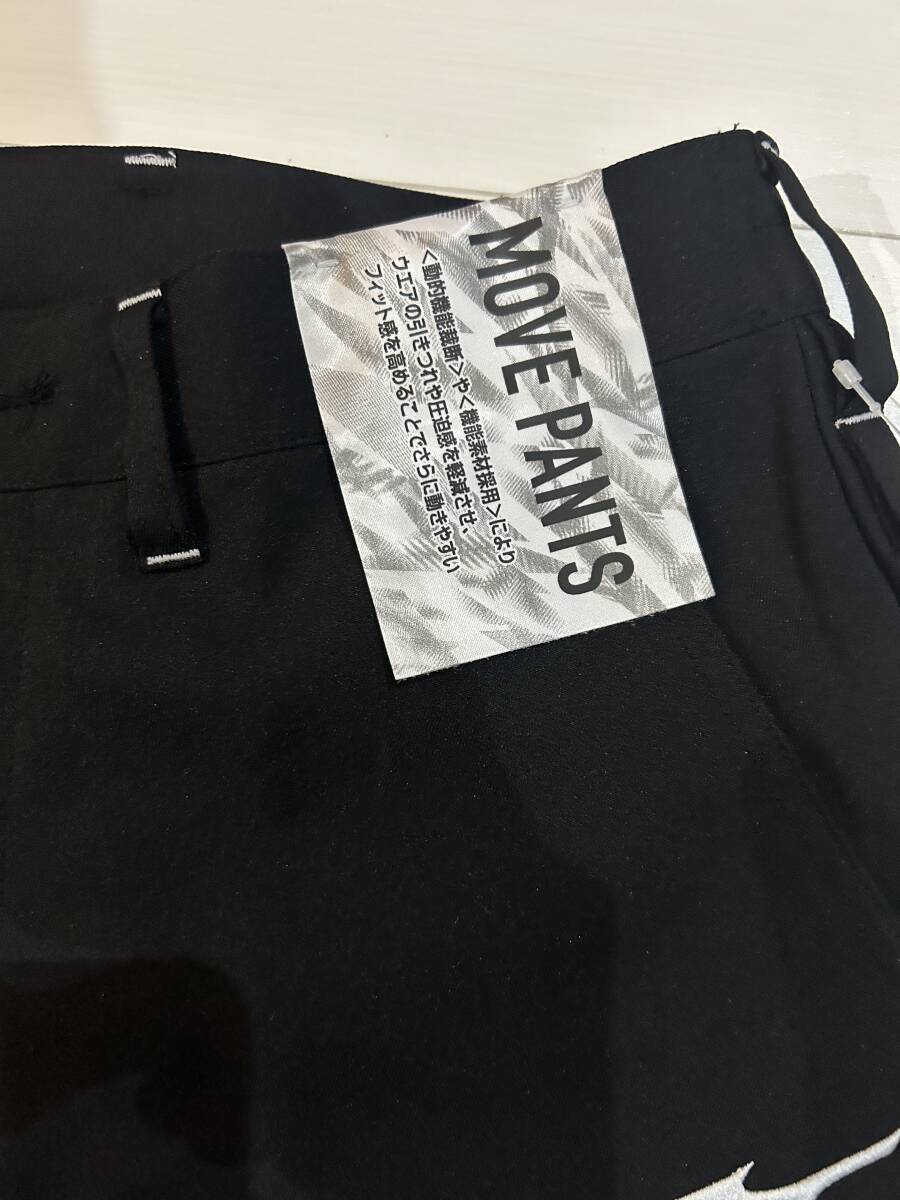 MOVE PANTS
<動的機能裁断>や<機能素材採用>により
ウエアの引きつれや圧迫感を軽減させ、
フィット感を高めることでさらに動きやすい